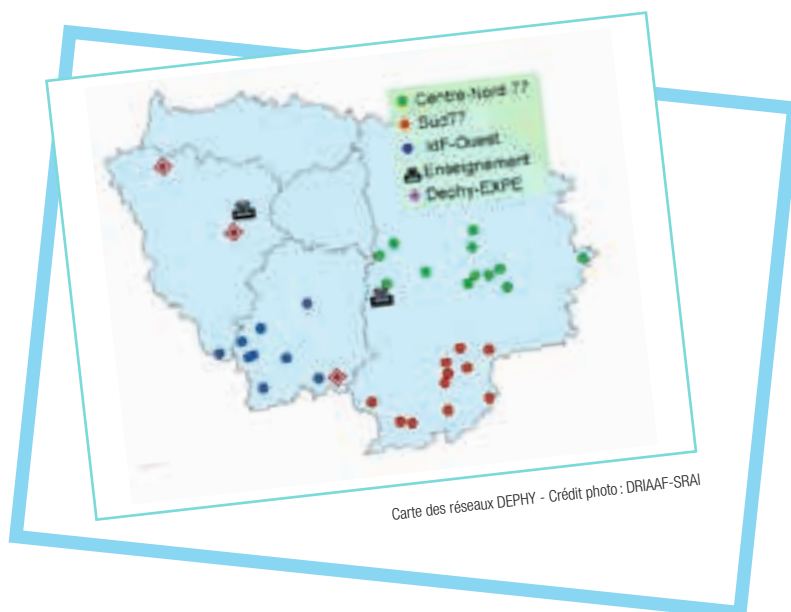 Centre-Nord 77
Sud77
IdF-Ouest
Enseignement
Dephy-EXPE
Carte des réseaux DEPHY - Crédit photo : DRIAAF-SRAI